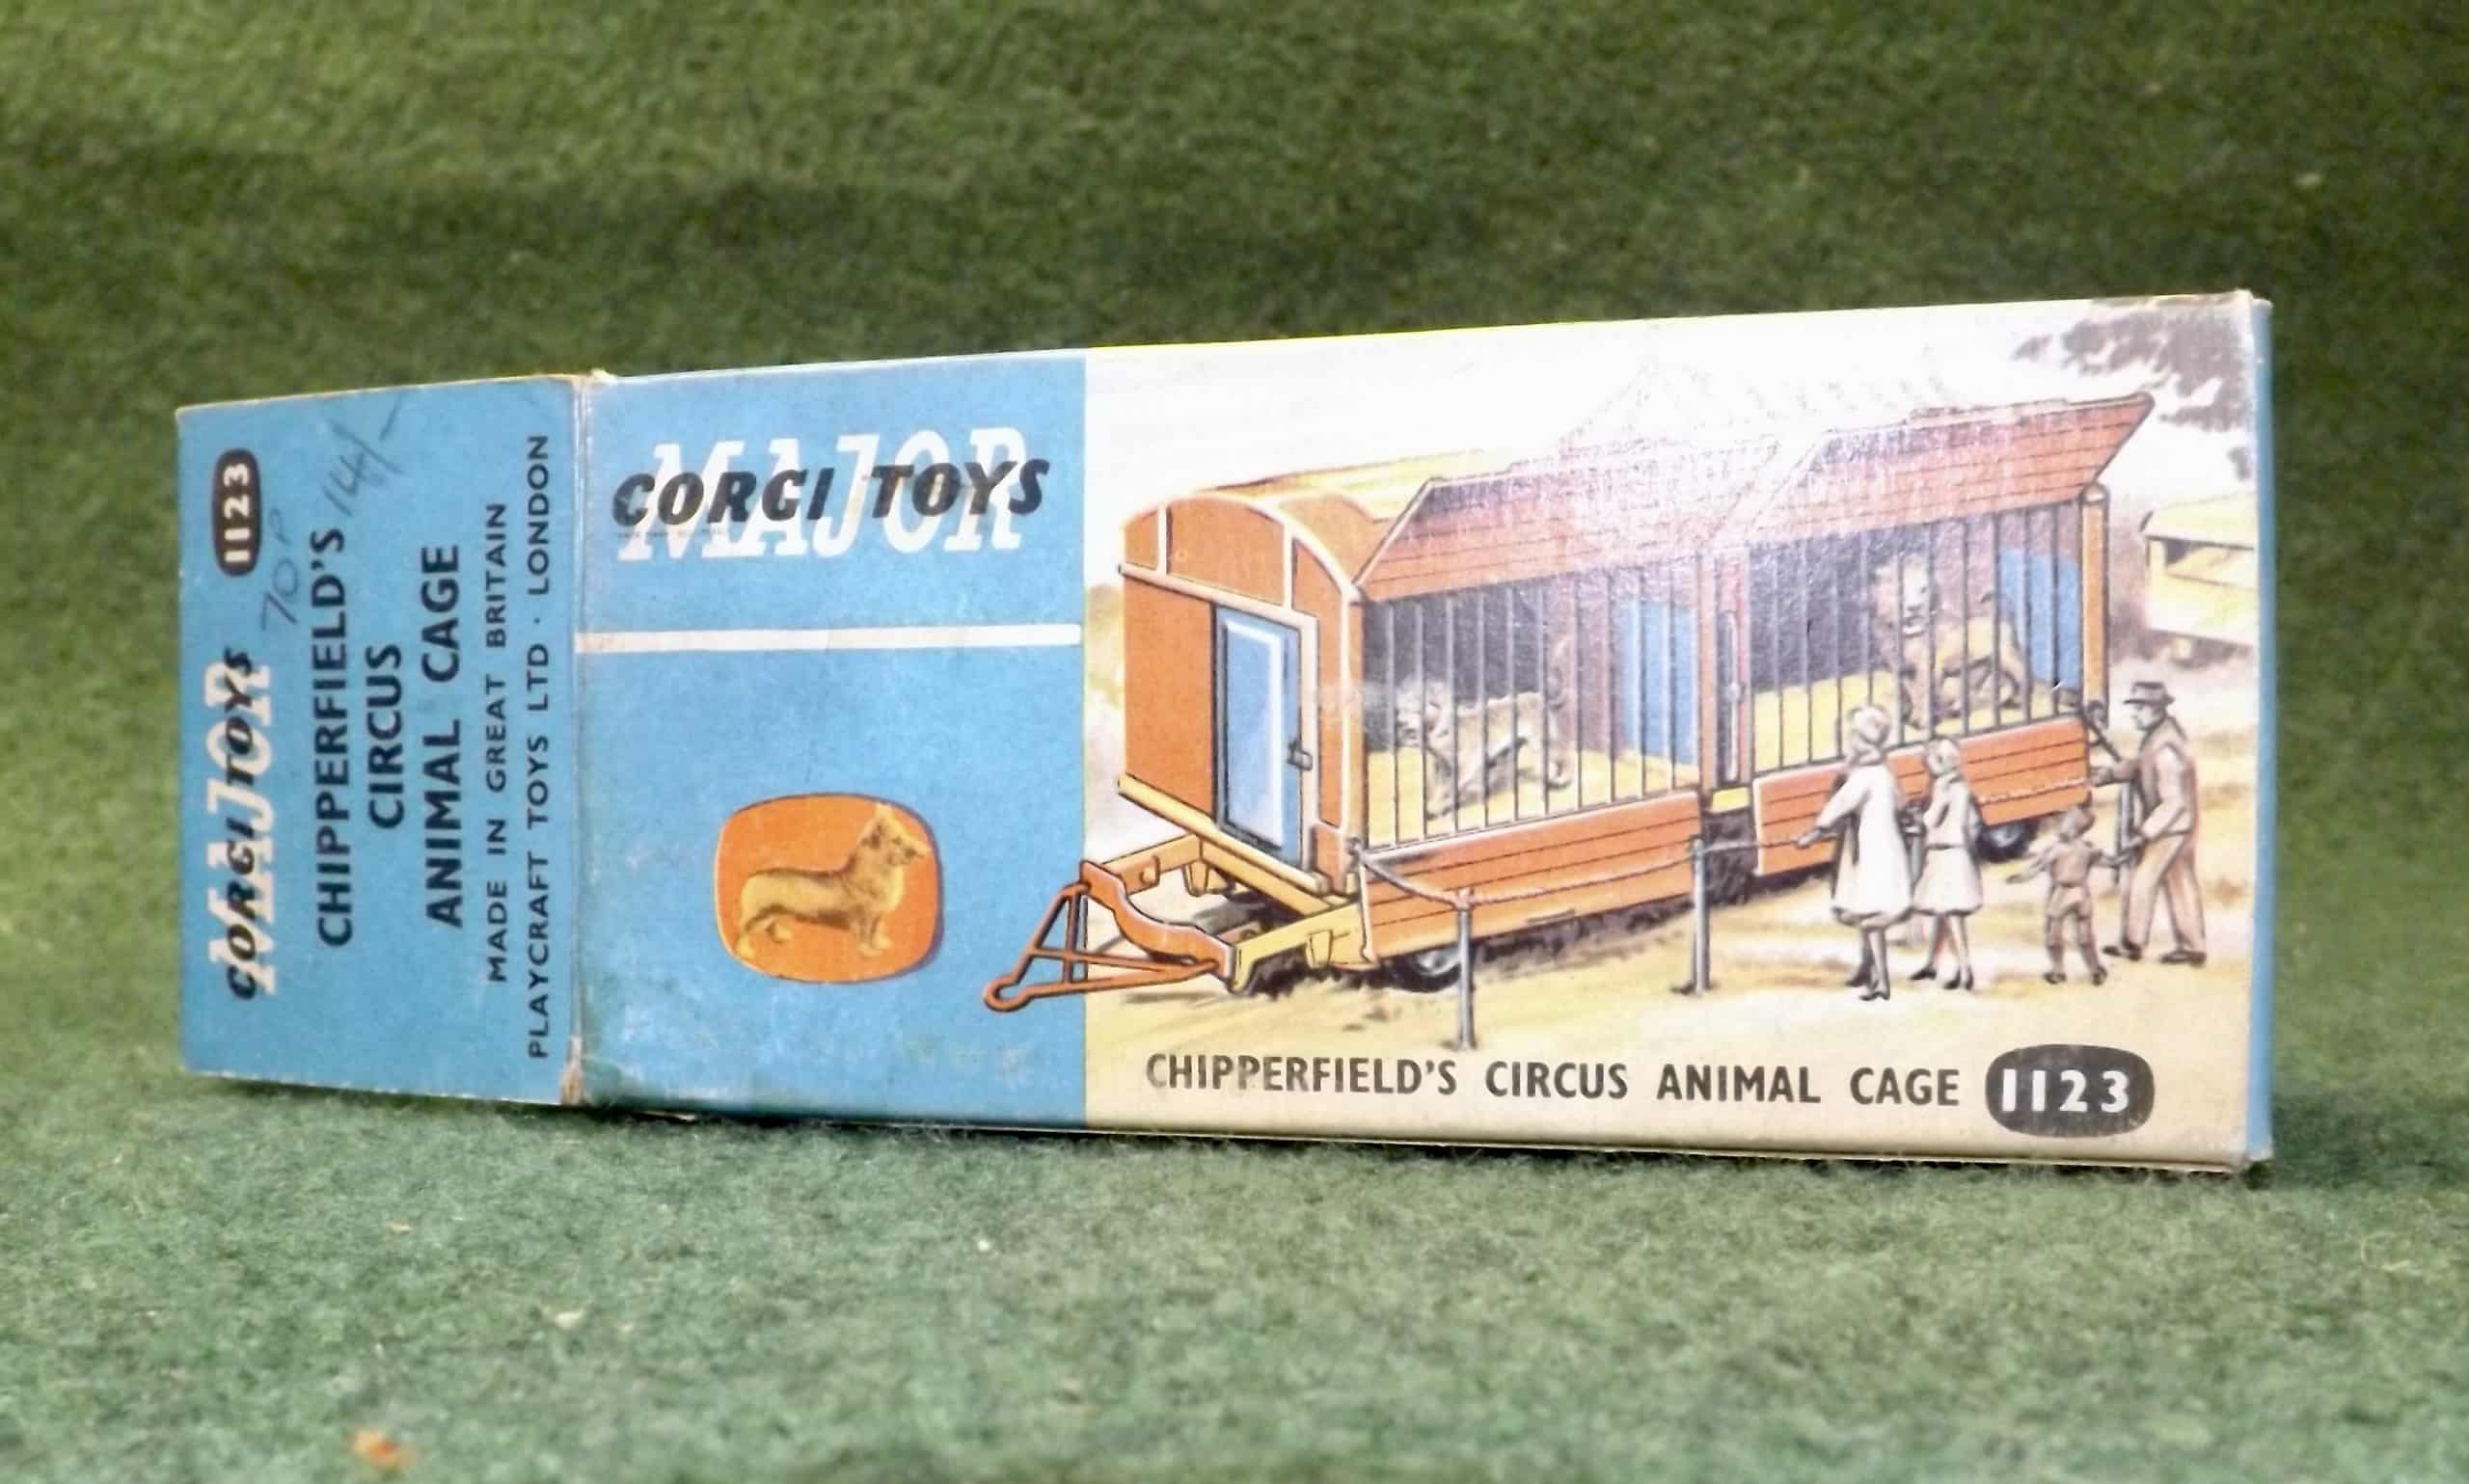 1123
CORGI TOYS
MAJOR
70P 14/-
CHIPPERFIELD'S
CIRCUS
ANIMAL CAGE
MADE IN GREAT BRITAIN
PLAYCRAFT TOYS LTD · LONDON
CORGI TOYS
MAJOR
CHIPPERFIELD'S CIRCUS ANIMAL CAGE 1123